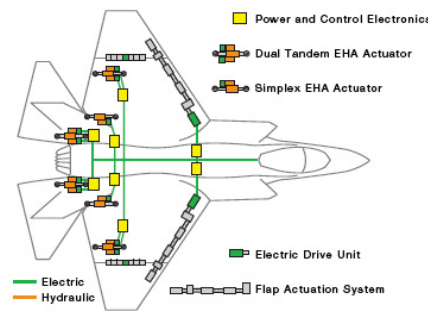 Power and Control Electronics
Dual Tandem EHA Actuator
Simplex EHA Actuator
Electric Drive Unit
Electric
Hydraulic
Flap Actuation System